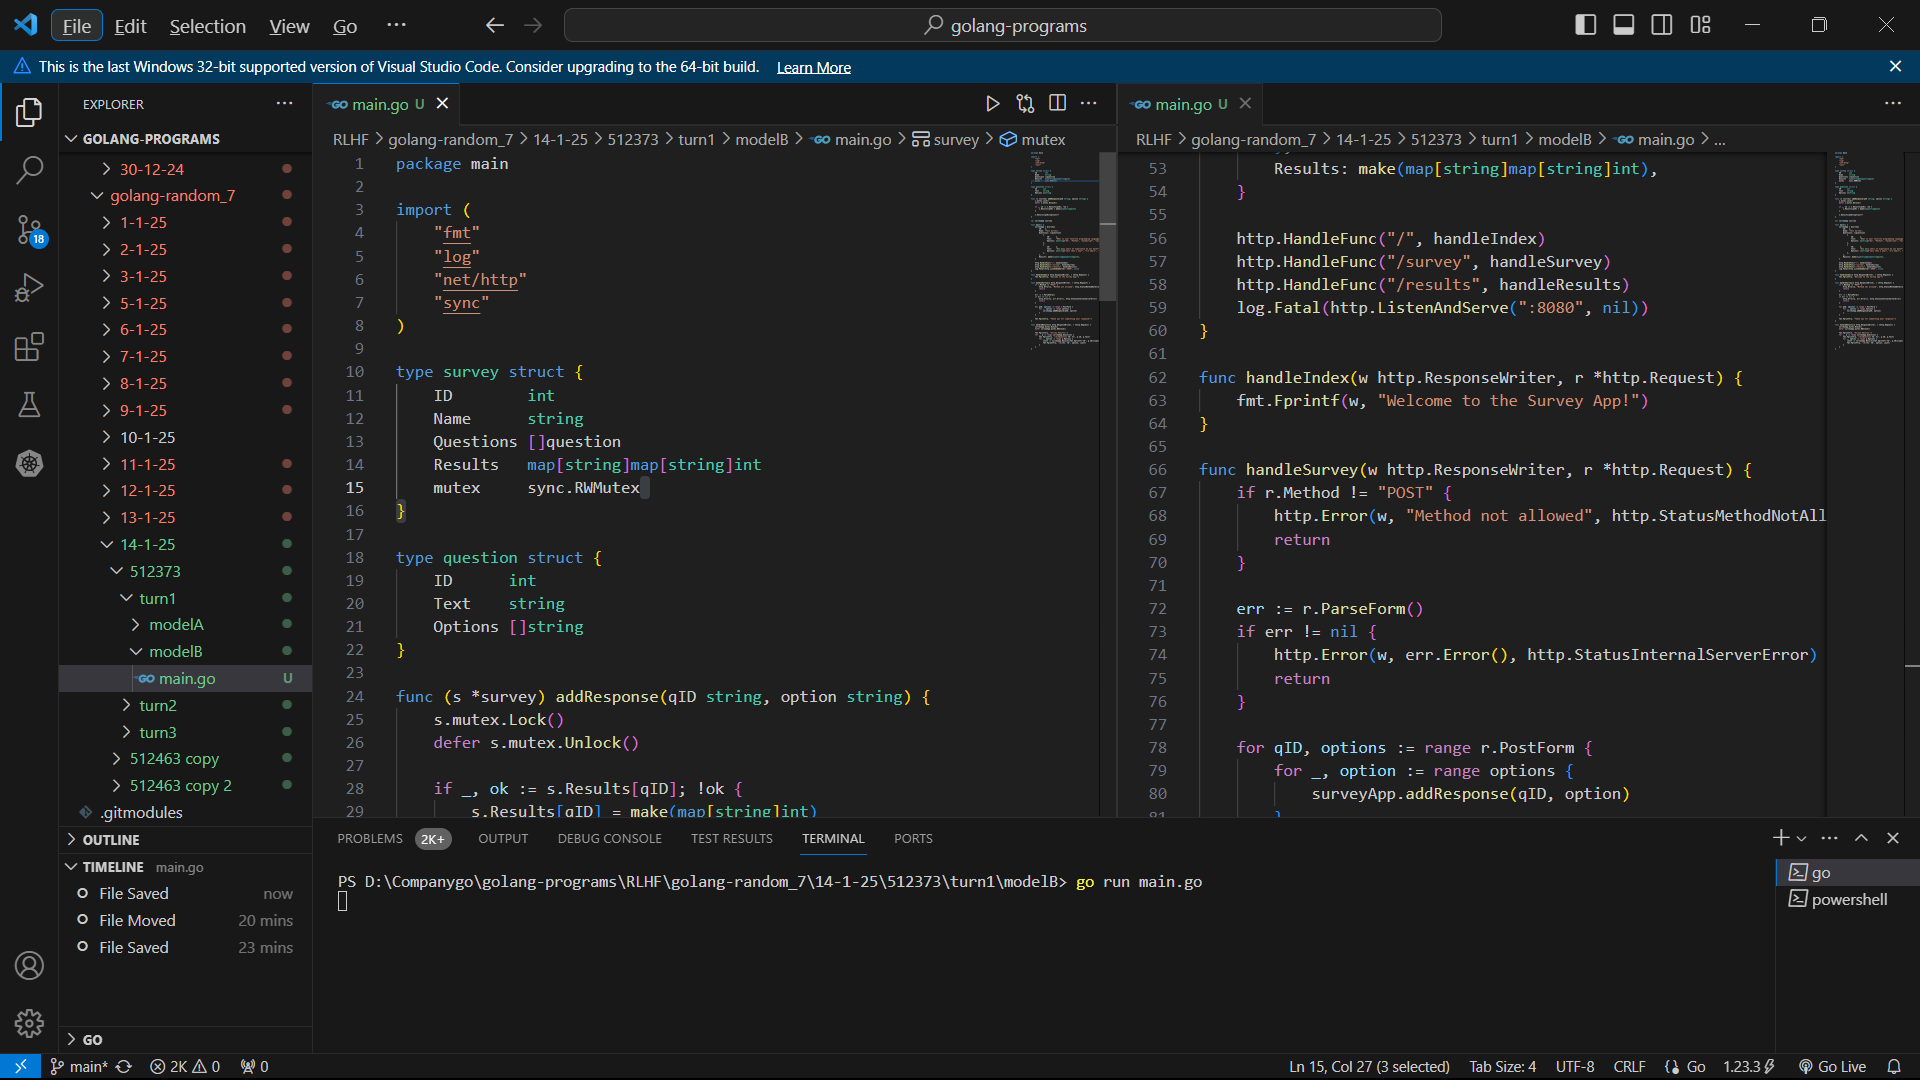 File Edit Selection View Go ···
golang-programs
This is the last Windows 32-bit supported version of Visual Studio Code. Consider upgrading to the 64-bit build. Learn More
EXPLORER
GOLANG-PROGRAMS
30-12-24
golang-random_7
1-1-25
2-1-25
3-1-25
5-1-25
6-1-25
7-1-25
8-1-25
9-1-25
10-1-25
11-1-25
12-1-25
13-1-25
14-1-25
512373
turn1
modelA
modelB
main.go U
turn2
turn3
512463 copy
512463 copy 2
.gitmodules
OUTLINE
TIMELINE main.go
File Saved now
File Moved 20 mins
File Saved 23 mins
GO
18
main.go U
RLHF > golang-random_7 > 14-1-25 > 512373 > turn1 > modelB > main.go > survey > mutex
1 package main
2
3 import (
4 "fmt"
5 "log"
6 "net/http"
7 "sync"
8 )
9
10 type survey struct {
11 ID int
12 Name string
13 Questions []question
14 Results map[string]map[string]int
15 mutex sync.RWMutex
16 }
17
18 type question struct {
19 ID int
20 Text string
21 Options []string
22 }
23
24 func (s *survey) addResponse(qID string, option string) {
25 s.mutex.Lock()
26 defer s.mutex.Unlock()
27
28 if _, ok := s.Results[qID]; !ok {
29 s.Results[qID] = make(map[string]int)
main.go U
RLHF > golang-random_7 > 14-1-25 > 512373 > turn1 > modelB > main.go > ...
53 Results: make(map[string]map[string]int),
54 }
55
56 http.HandleFunc("/", handleIndex)
57 http.HandleFunc("/survey", handleSurvey)
58 http.HandleFunc("/results", handleResults)
59 log.Fatal(http.ListenAndServe(":8080", nil))
60 }
61
62 func handleIndex(w http.ResponseWriter, r *http.Request) {
63 fmt.Fprintf(w, "Welcome to the Survey App!")
64 }
65
66 func handleSurvey(w http.ResponseWriter, r *http.Request) {
67 if r.Method != "POST" {
68 http.Error(w, "Method not allowed", http.StatusMethodNotAll
69 return
70 }
71
72 err := r.ParseForm()
73 if err != nil {
74 http.Error(w, err.Error(), http.StatusInternalServerError)
75 return
76 }
77
78 for qID, options := range r.PostForm {
79 for _, option := range options {
80 surveyApp.addResponse(qID, option)
81 }
PROBLEMS 2K+ OUTPUT DEBUG CONSOLE TEST RESULTS TERMINAL PORTS
PS D:\Companygo\golang-programs\RLHF\golang-random_7\14-1-25\512373\turn1\modelB> go run main.go
go
powershell
main* 2K 0 0 Ln 15, Col 27 (3 selected) Tab Size: 4 UTF-8 CRLF {} Go 1.23.3 Go Live